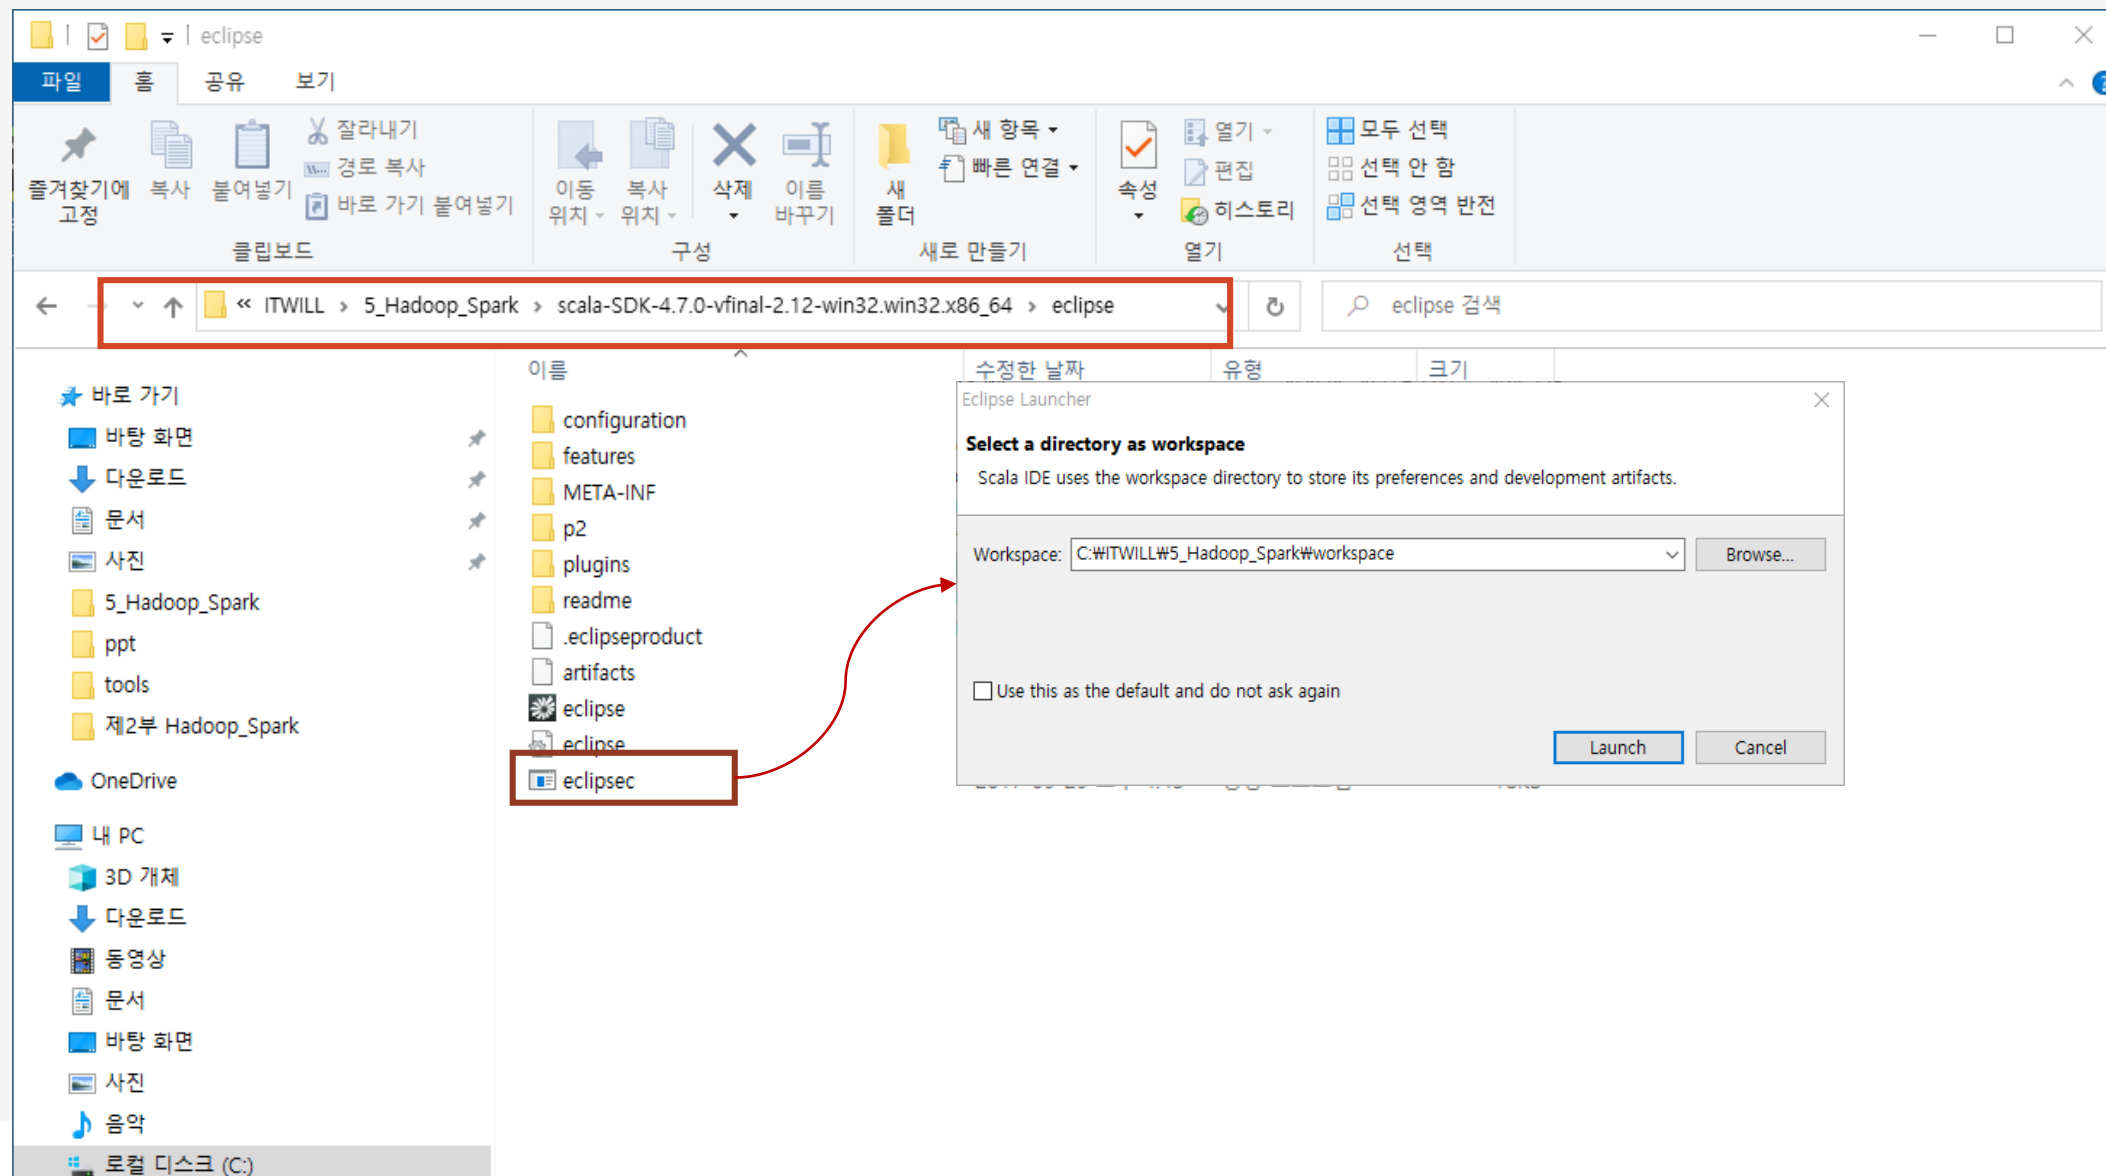 eclipse
파일 홈 공유 보기
즐겨찾기에 고정
복사
붙여넣기
잘라내기
경로 복사
바로 가기 붙여넣기
클립보드
이동 위치
복사 위치
삭제
이름 바꾸기
구성
새 폴더
새 항목
빠른 연결
새로 만들기
속성
열기
편집
히스토리
열기
모두 선택
선택 안 함
선택 영역 반전
선택
« ITWILL › 5_Hadoop_Spark › scala-SDK-4.7.0-vfinal-2.12-win32.win32.x86_64 › eclipse
eclipse 검색
바로 가기
바탕 화면
다운로드
문서
사진
5_Hadoop_Spark
ppt
tools
제2부 Hadoop_Spark
OneDrive
내 PC
3D 개체
다운로드
동영상
문서
바탕 화면
사진
음악
로컬 디스크 (C:)
이름 수정한 날짜 유형 크기
configuration
features
META-INF
p2
plugins
readme
.eclipseproduct
artifacts
eclipse
eclipse
eclipsec
Eclipse Launcher
Select a directory as workspace
Scala IDE uses the workspace directory to store its preferences and development artifacts.
Workspace: C:₩ITWILL₩5_Hadoop_Spark₩workspace Browse...
Use this as the default and do not ask again
Launch Cancel